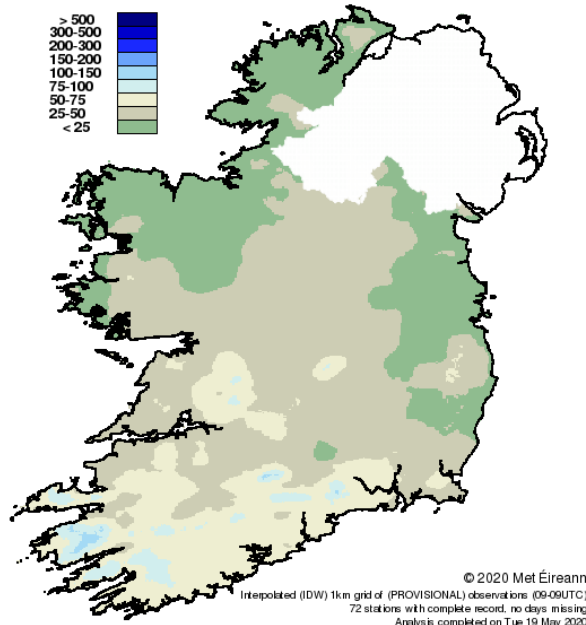 > 500
300-500
200-300
150-200
100-150
75-100
50-75
25-50
< 25
© 2020 Met Éireann
Interpolated (IDW) 1km grid of (PROVISIONAL) observations (09-09UTC)
72 stations with complete record, no days missing
Analysis completed on Tue 19 May